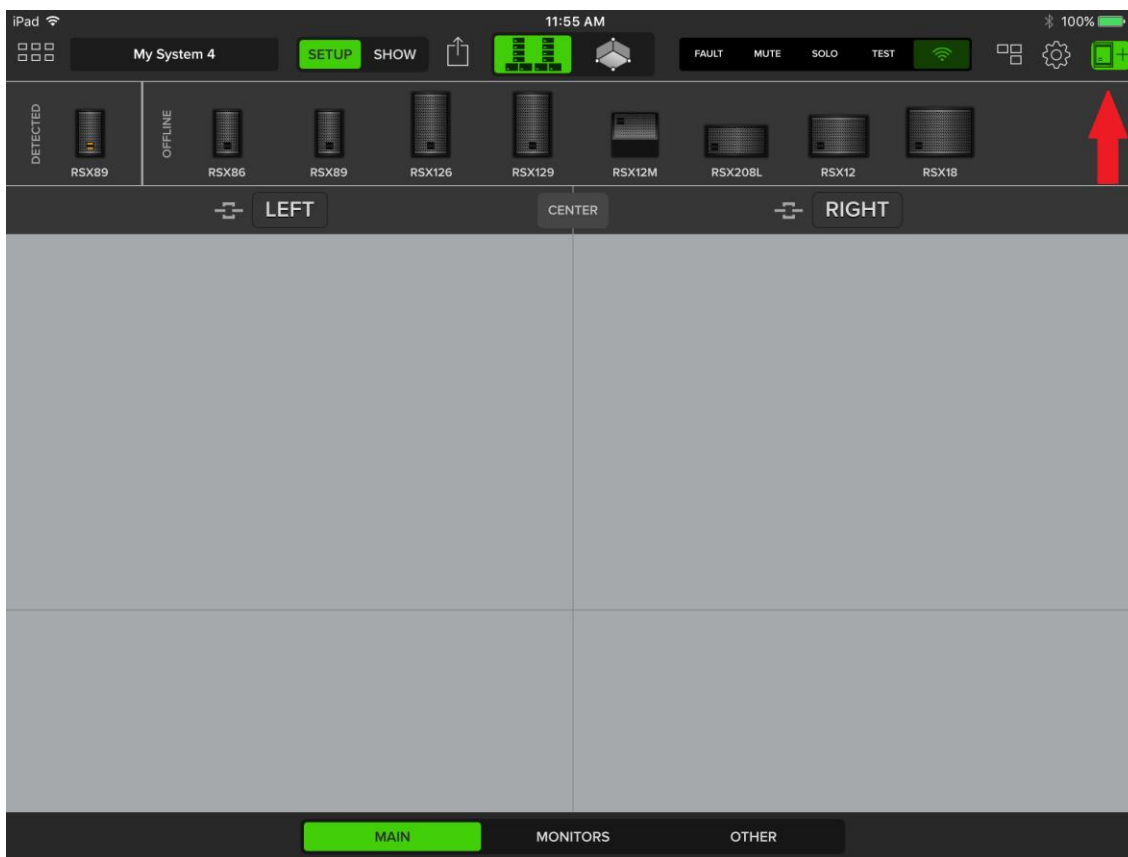 iPad 11:55 AM 100%
My System 4 SETUP SHOW FAULT MUTE SOLO TEST
DETECTED
OFFLINE
RSX89 RSX86 RSX89 RSX126 RSX129 RSX12M RSX208L RSX12 RSX18
LEFT CENTER RIGHT
MAIN MONITORS OTHER